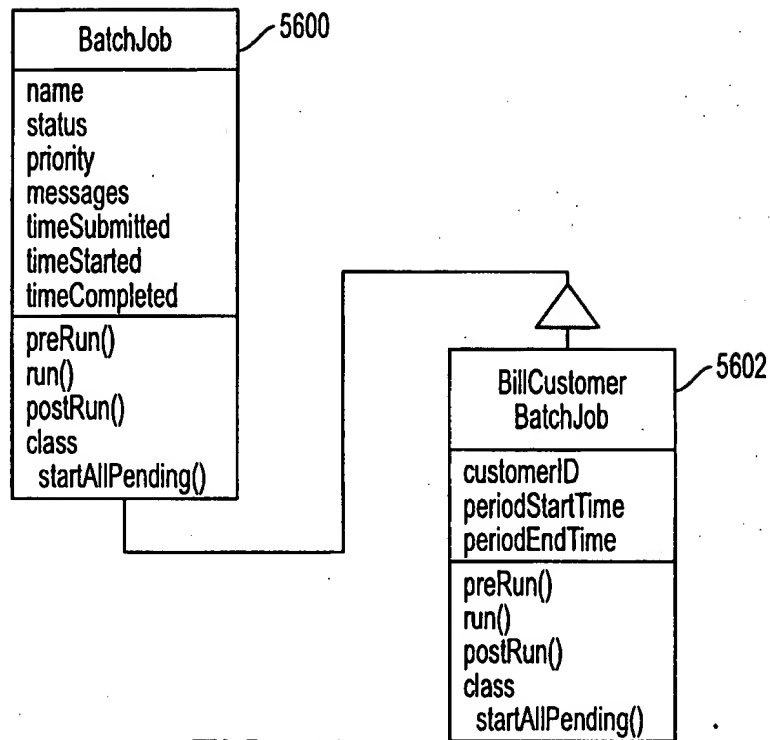 BatchJob
5600
name
status
priority
messages
timeSubmitted
timeStarted
timeCompleted
preRun()
run()
postRun()
class
startAllPending()
BillCustomer
BatchJob
5602
customerID
periodStartTime
periodEndTime
preRun()
run()
postRun()
class
startAllPending()